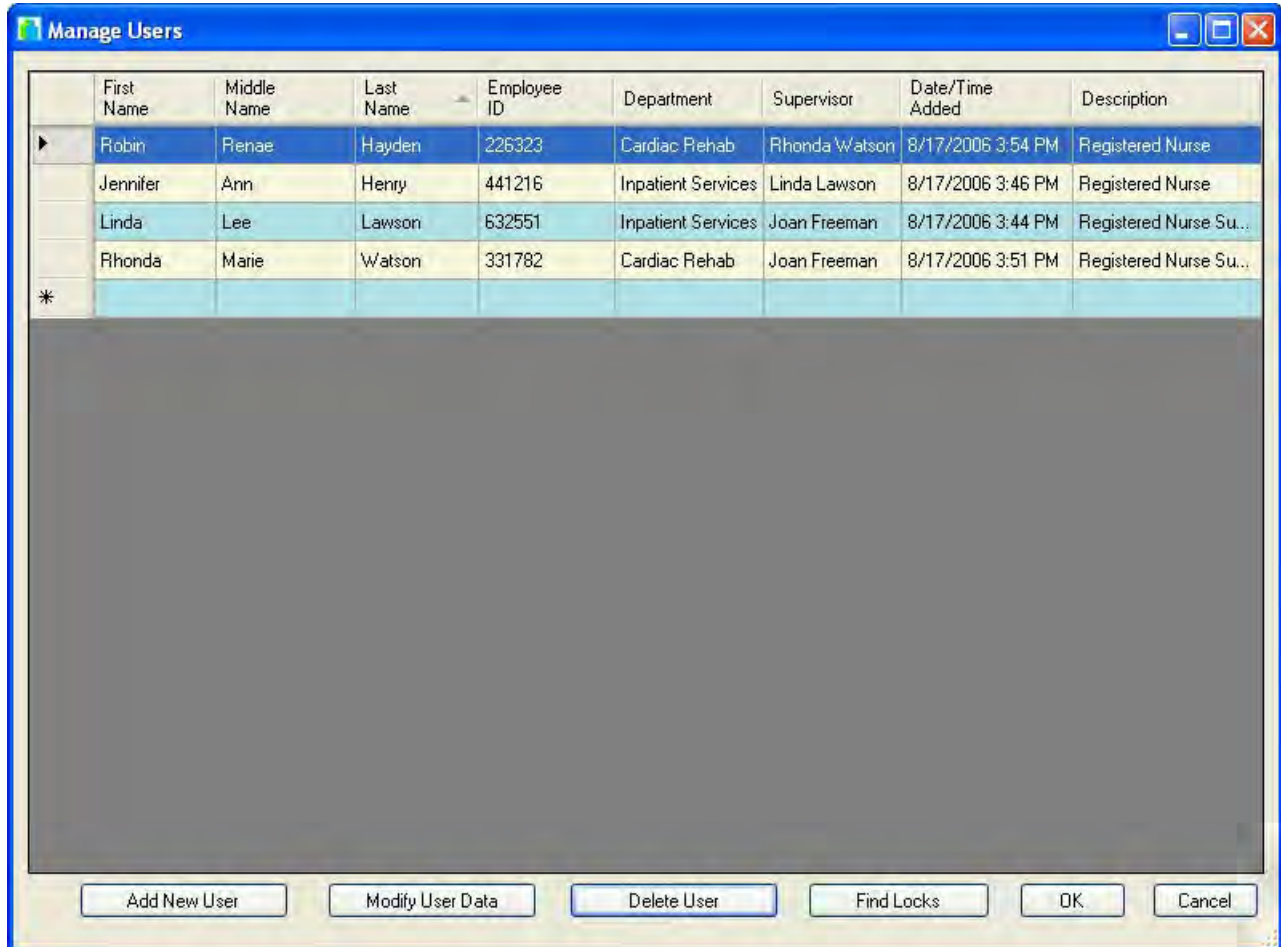 Manage Users
First Name Middle Name Last Name Employee ID Department Supervisor Date/Time Added Description
Robin Renae Hayden 226323 Cardiac Rehab Rhonda Watson 8/17/2006 3:54 PM Registered Nurse
Jennifer Ann Henry 441216 Inpatient Services Linda Lawson 8/17/2006 3:46 PM Registered Nurse
Linda Lee Lawson 632551 Inpatient Services Joan Freeman 8/17/2006 3:44 PM Registered Nurse Su...
Rhonda Marie Watson 331782 Cardiac Rehab Joan Freeman 8/17/2006 3:51 PM Registered Nurse Su...
Add New User Modify User Data Delete User Find Locks OK Cancel